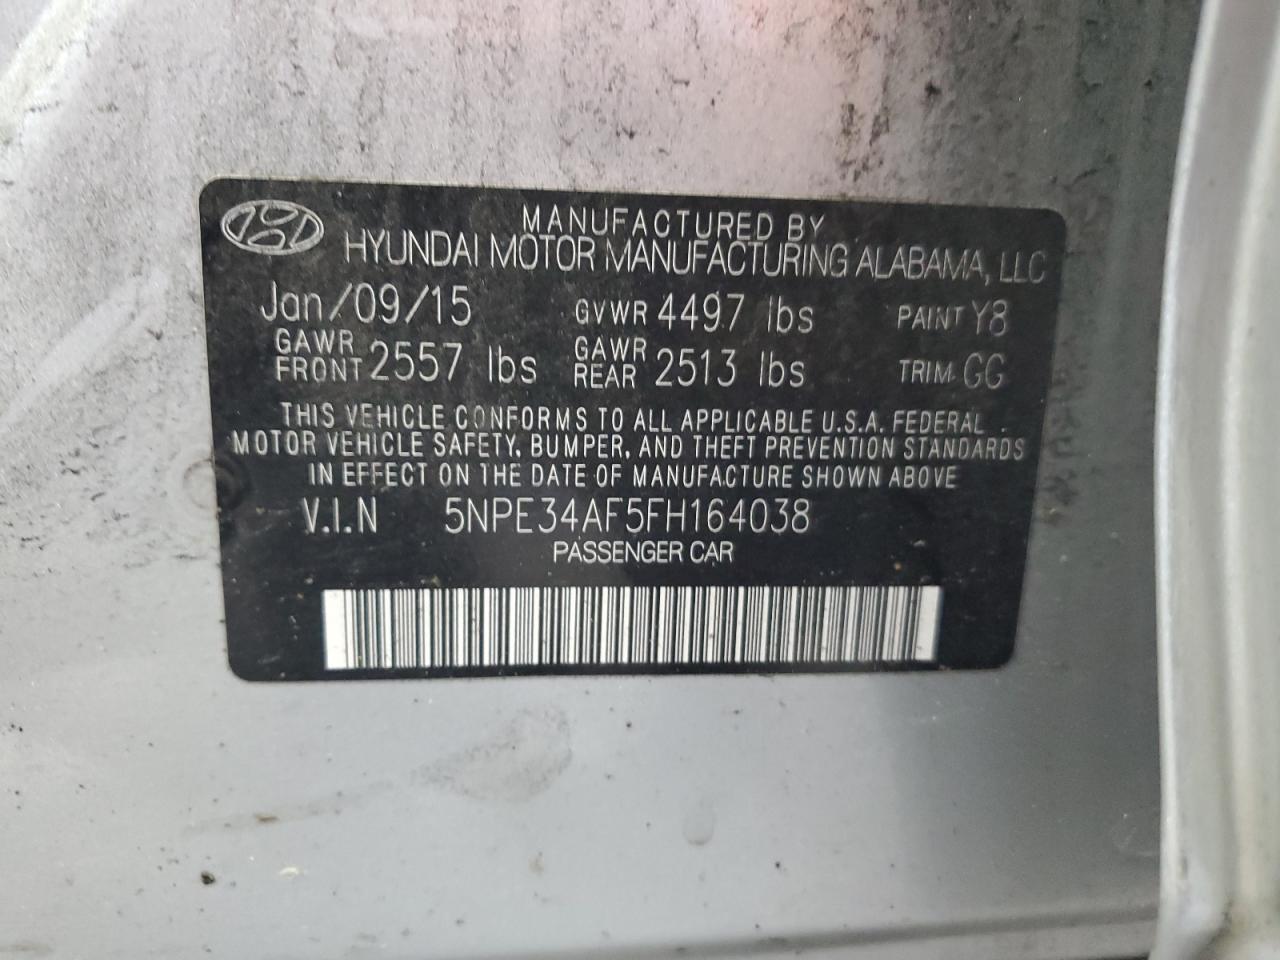 MANUFACTURED BY
HYUNDAI MOTOR MANUFACTURING ALABAMA, LLC
Jan/09/15 GVWR 4497 lbs PAINT Y8
GAWR FRONT 2557 lbs GAWR REAR 2513 lbs TRIM GG
THIS VEHICLE CONFORMS TO ALL APPLICABLE U.S.A. FEDERAL
MOTOR VEHICLE SAFETY, BUMPER, AND THEFT PREVENTION STANDARDS
IN EFFECT ON THE DATE OF MANUFACTURE SHOWN ABOVE
V.I.N 5NPE34AF5FH164038
PASSENGER CAR